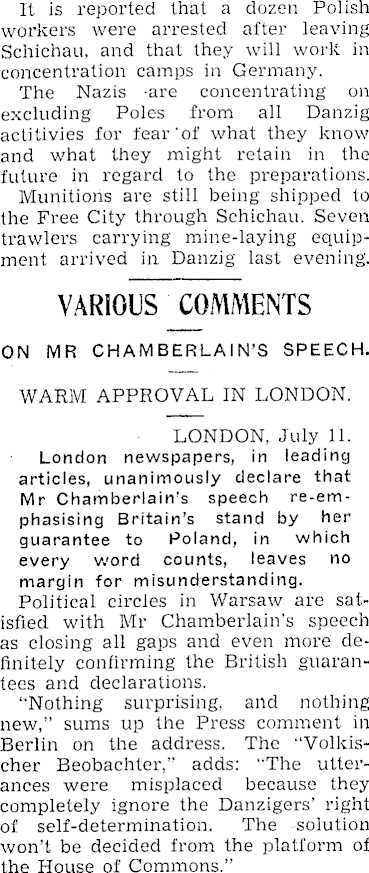 It is reported that a dozen Polish
workers were arrested after leaving
Schichau, and that they will work in
concentration camps in Germany.
The Nazis are concentrating on
excluding Poles from all Danzig
actitivies for fear of what they know
and what they might retain in the
future in regard to the preparations.
Munitions are still being shipped to
the Free City through Schichau. Seven
trawlers carrying mine-laying equip-
ment arrived in Danzig last evening.
VARIOUS COMMENTS
ON MR CHAMBERLAIN'S SPEECH.
WARM APPROVAL IN LONDON.
LONDON, July 11.
London newspapers, in leading
articles, unanimously declare that
Mr Chamberlain's speech re-em-
phasising Britain's stand by her
guarantee to Poland, in which
every word counts, leaves no
margin for misunderstanding.
Political circles in Warsaw are sat-
isfied with Mr Chamberlain's speech
as closing all gaps and even more de-
finitely confirming the British guaran-
tees and declarations.
"Nothing surprising, and nothing
new," sums up the Press comment in
Berlin on the address. The "Volkis-
cher Beobachter," adds: "The utter-
ances were misplaced because they
completely ignore the Danzigers' right
of self-determination. The solution
won't be decided from the platform of
the House of Commons."